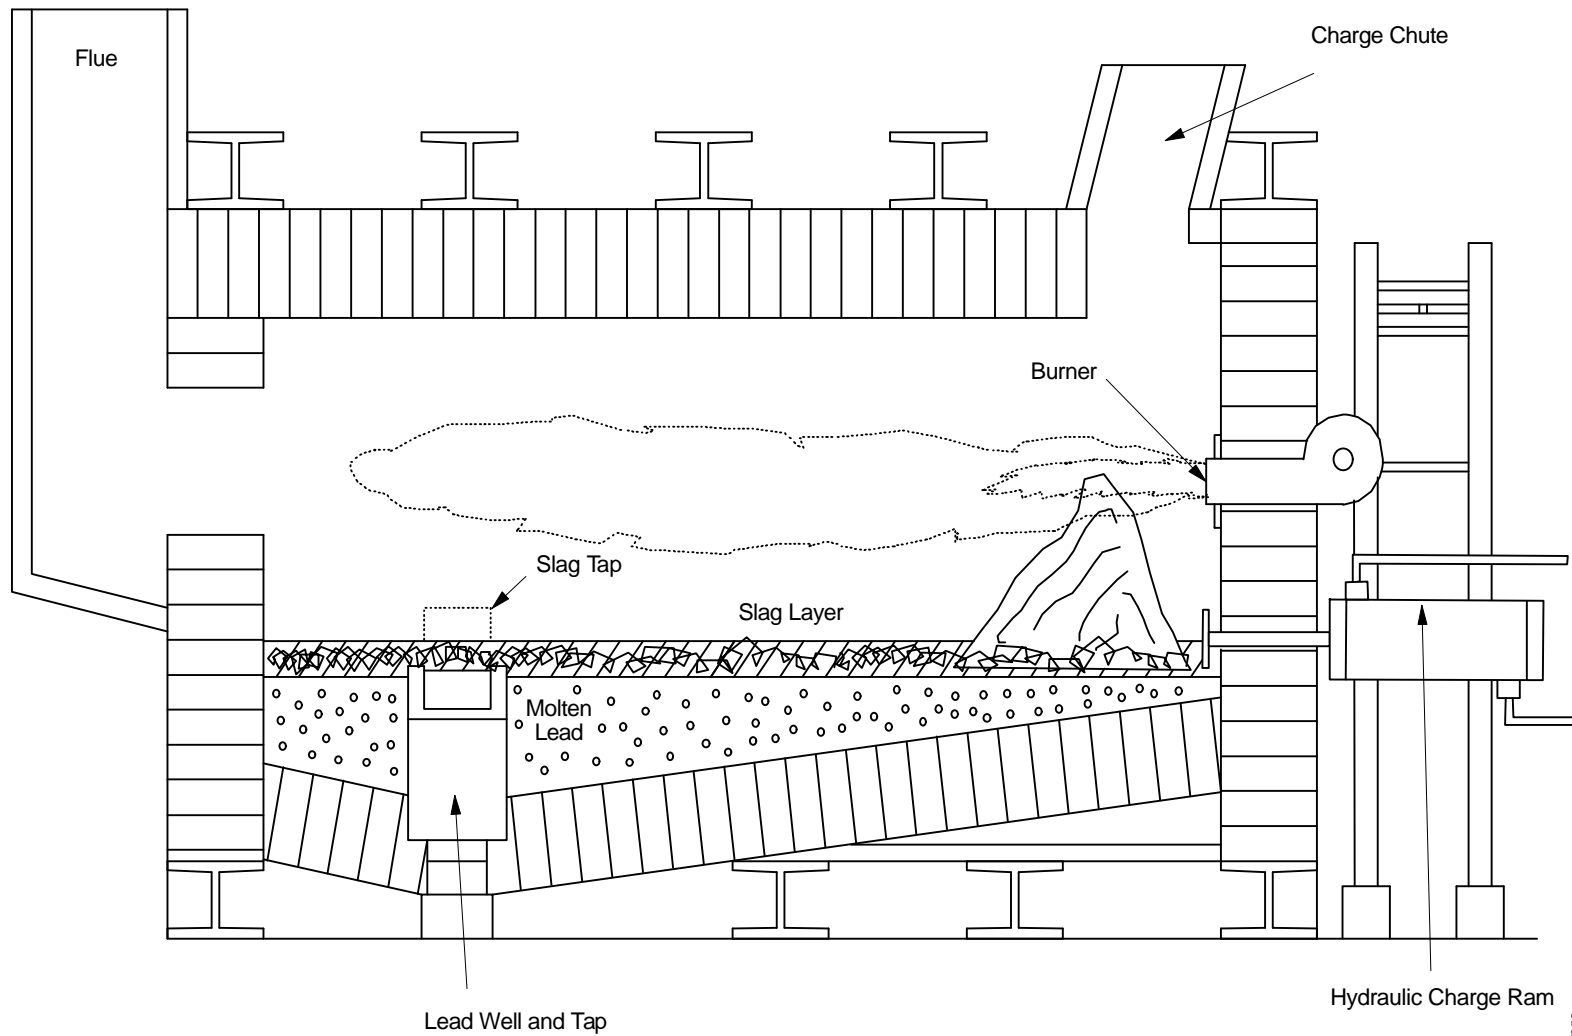 Flue
Charge Chute
Burner
Slag Tap
Slag Layer
Molten
Lead
Hydraulic Charge Ram
Lead Well and Tap